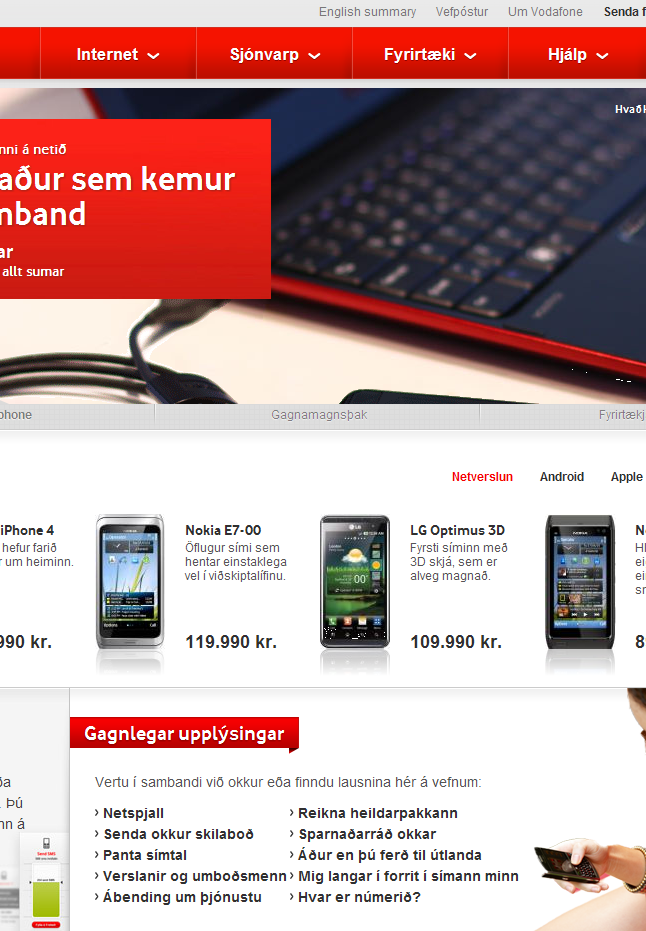 English summary Vefpóstur Um Vodafone Senda f
Internet Sjónvarp Fyrirtæki Hjálp
Hvað
nni á netið
aður sem kemur
mband
ar
allt sumar
phone Gagnamagnsþak Fyrirtækj
Netverslun Android Apple
iPhone 4
hefur farið
r um heiminn.
990 kr.
Nokia E7-00
Öflugur sími sem
hentar einstaklega
vel í viðskiptalífinu.
119.990 kr.
LG Optimus 3D
Fyrsti síminn með
3D skjá, sem er
alveg magnað.
109.990 kr.
N
ei
ei
8
Gagnlegar upplýsingar
Vertu í sambandi við okkur eða finndu lausnina hér á vefnum:
Netspjall
Senda okkur skilaboð
Panta símtal
Verslanir og umboðsmenn
Ábending um þjónustu
Reikna heildarpakkann
Sparnaðarráð okkar
Áður en þú ferð til útlanda
Mig langar í forrit í símann minn
Hvar er númerið?
ða
. Þú
nn á
Send SMS